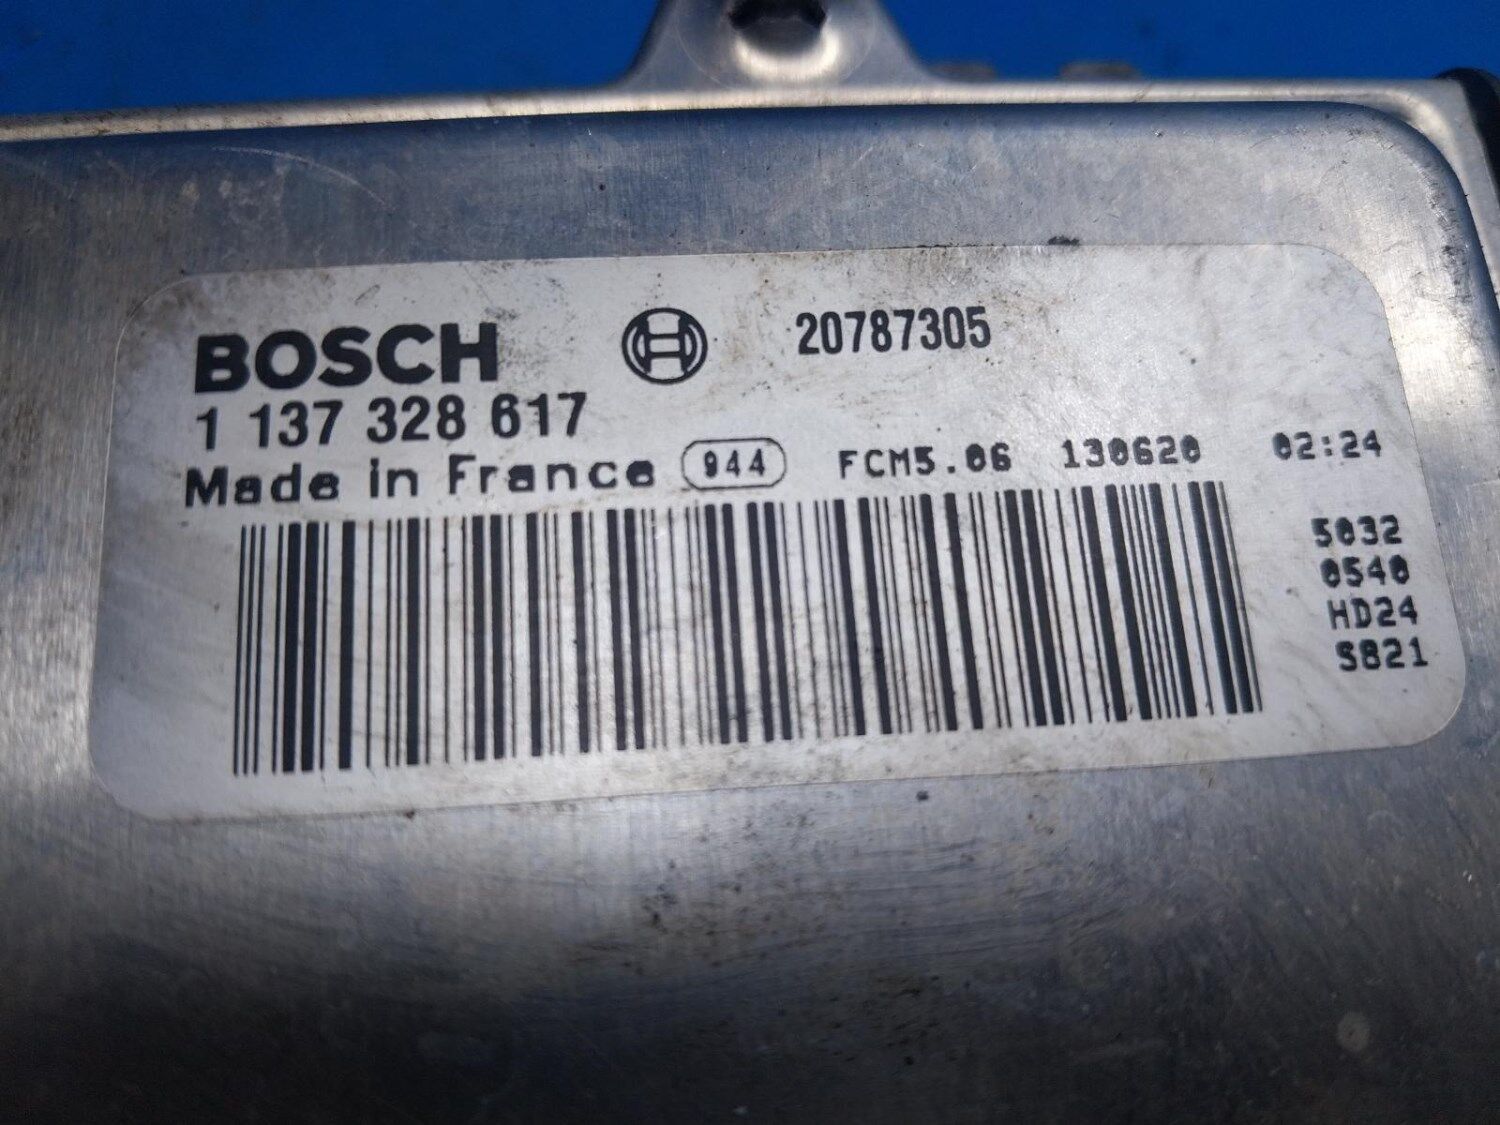 BOSCH 20787305
1 137 328 617
Made in France 944 FCM5.06 130620 02:24
5032
0540
HD24
S821